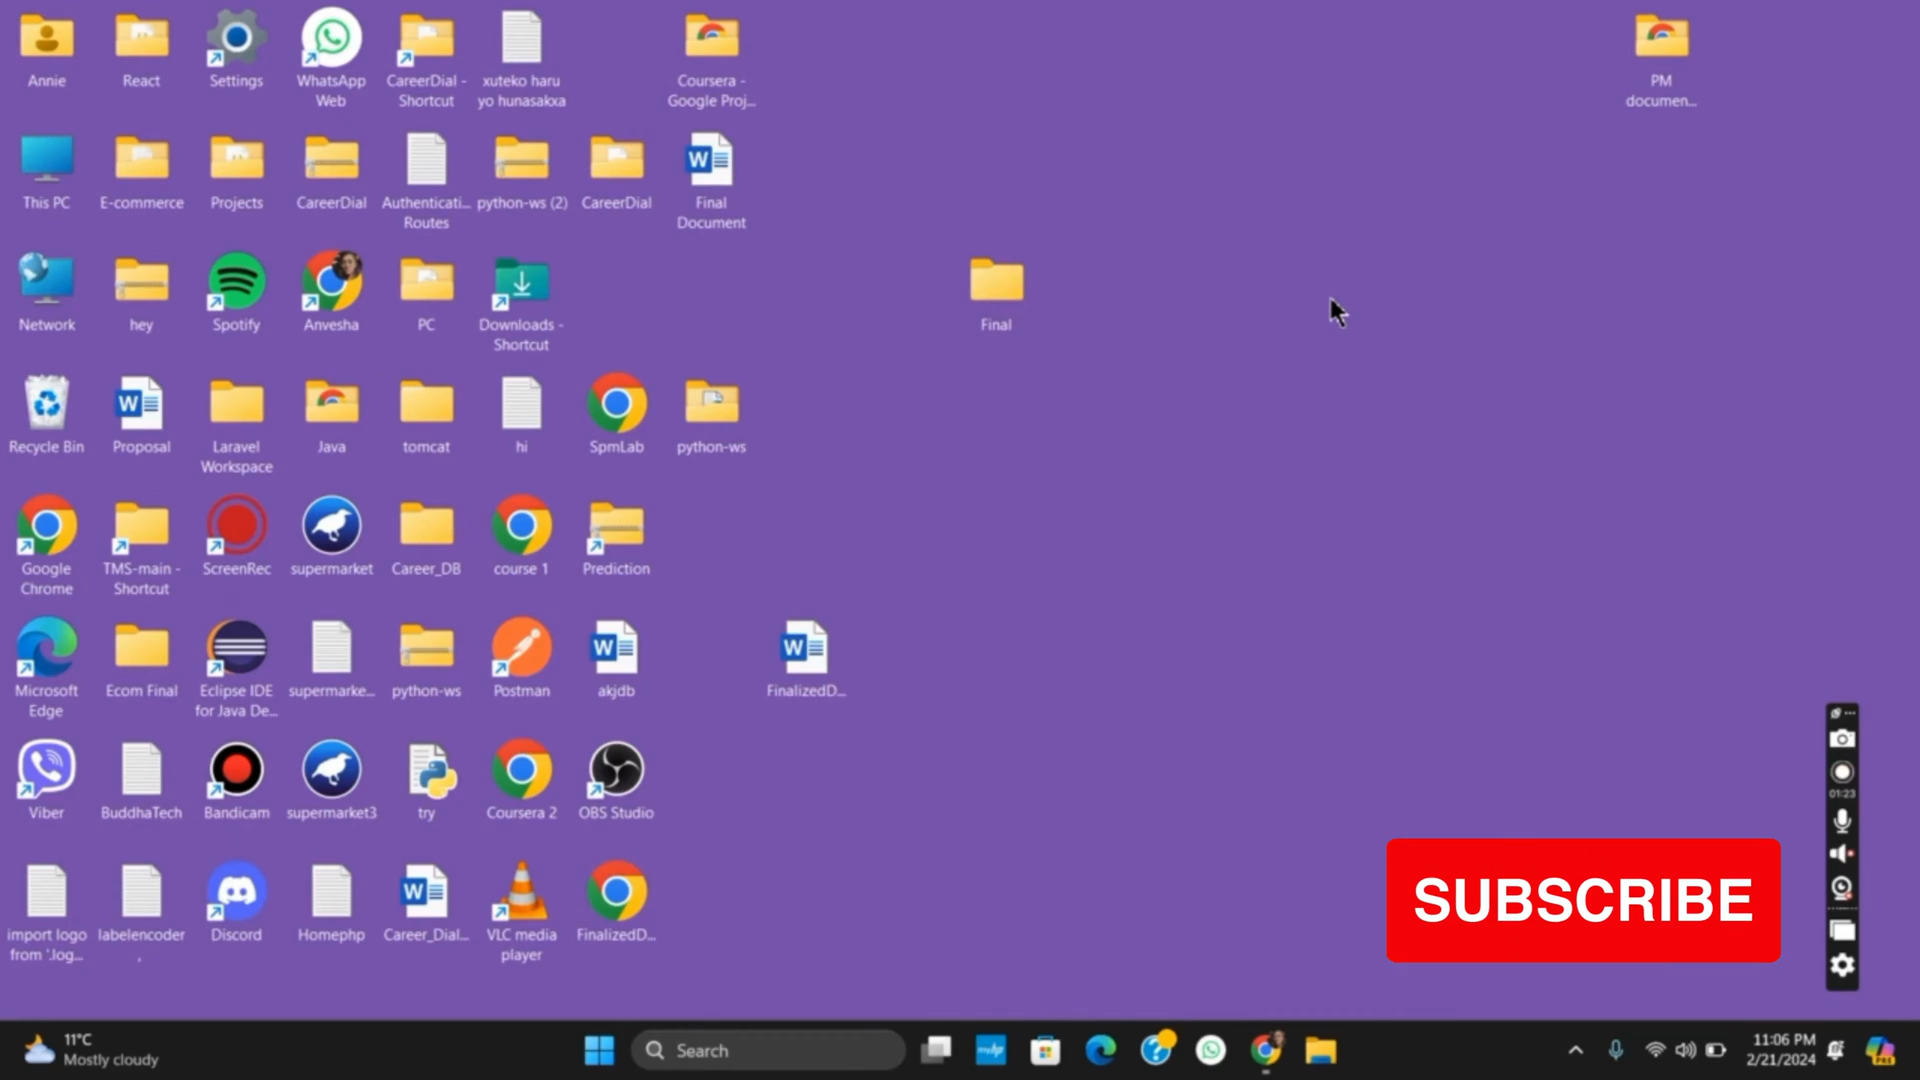 Annie
React
Settings
WhatsApp
Web
CareerDial -
Shortcut
xuteko haru
yo hunasakxa
Coursera -
Google Proj...
PM
documen...
This PC
E-commerce
Projects
CareerDial
Authenticati...
Routes
python-ws (2)
CareerDial
Final
Document
Network
hey
Spotify
Anvesha
PC
Downloads -
Shortcut
Final
Recycle Bin
Proposal
Laravel
Workspace
Java
tomcat
hi
SpmLab
python-ws
Google
Chrome
TMS-main -
Shortcut
ScreenRec
supermarket
Career_DB
course 1
Prediction
Microsoft
Edge
Ecom Final
Eclipse IDE
for Java De...
supermarke...
python-ws
Postman
akjdb
FinalizedD...
Viber
BuddhaTech
Bandicam
supermarket3
try
Coursera 2
OBS Studio
01:23
import logo
from '.log...
labelencoder
,
Discord
Homephp
Career_Dial...
VLC media
player
FinalizedD...
SUBSCRIBE
11°C
Mostly cloudy
Search
myhp
11:06 PM
2/21/2024
PRE